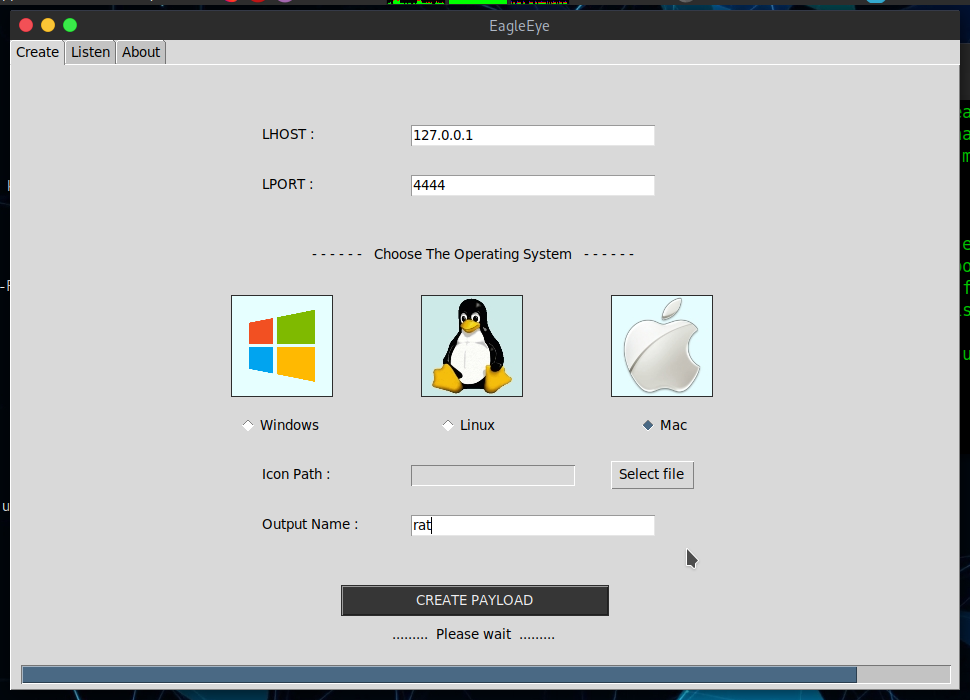 EagleEye
Create Listen About
LHOST : 127.0.0.1
LPORT : 4444
------ Choose The Operating System ------
Windows Linux Mac
Icon Path : Select file
Output Name : rat
CREATE PAYLOAD
......... Please wait .........